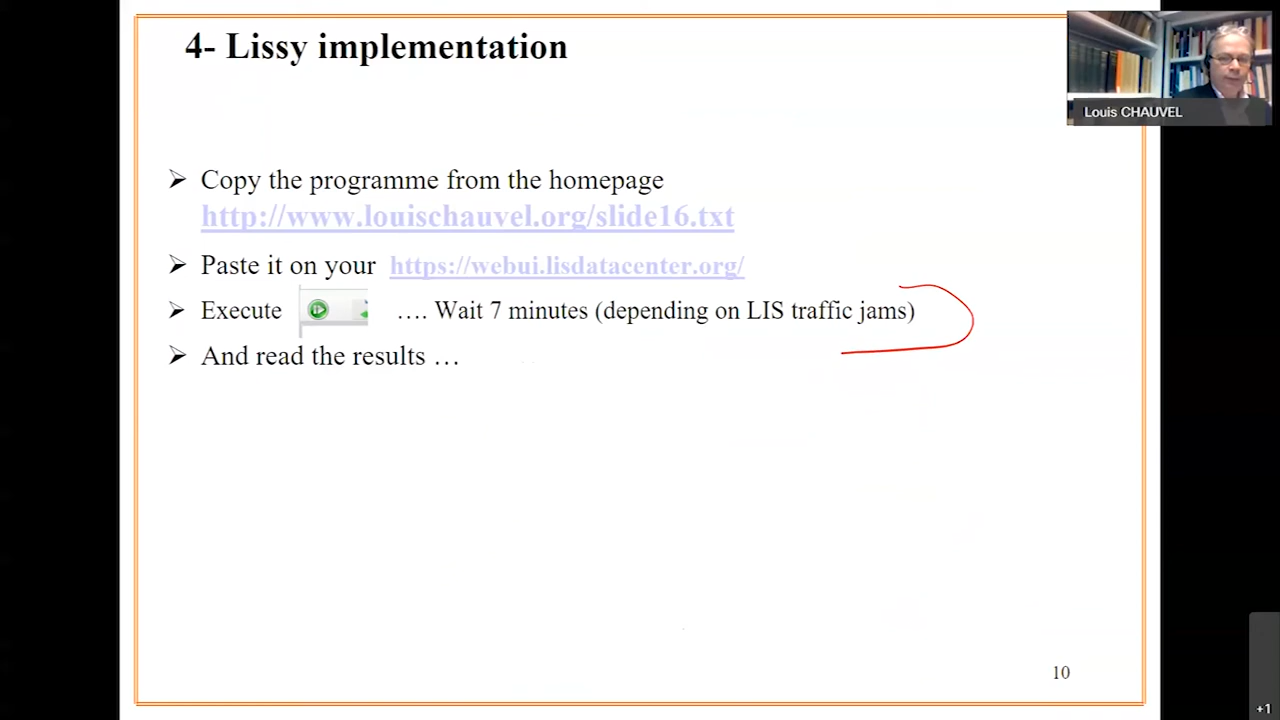 4- Lissy implementation
Louis CHAUVEL
➢ Copy the programme from the homepage
http://www.louischauvel.org/slide16.txt
➢ Paste it on your https://webui.lisdatacenter.org/
➢ Execute …. Wait 7 minutes (depending on LIS traffic jams)
➢ And read the results …
10
+1